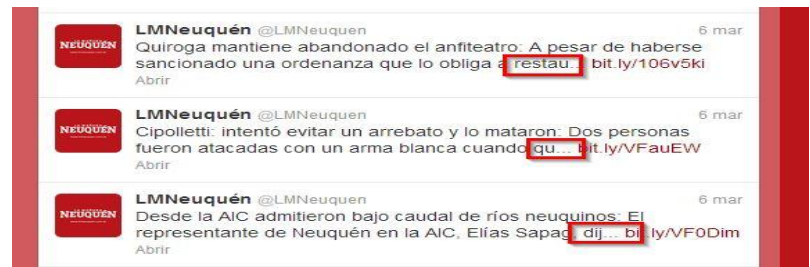 NEUQUÉN
LMNeuquén @LMNeuquen 6 mar
Quiroga mantiene abandonado el anfiteatro: A pesar de haberse
sancionado una ordenanza que lo obliga a restau... bit.ly/106v5ki
Abrir
NEUQUÉN
LMNeuquén @LMNeuquen 6 mar
Cipolletti: intentó evitar un arrebato y lo mataron: Dos personas
fueron atacadas con un arma blanca cuando qu... bit.ly/VFauEW
Abrir
NEUQUÉN
LMNeuquén @LMNeuquen 6 mar
Desde la AIC admitieron bajo caudal de ríos neuquinos: El
representante de Neuquén en la AIC, Elías Sapag, dij... bit.ly/VF0Dim
Abrir